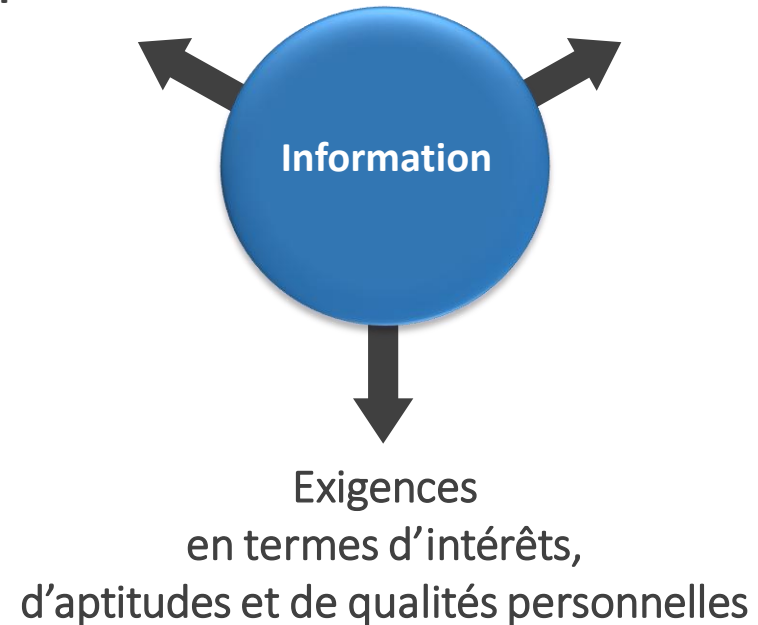 Information
Exigences
en termes d'intérêts,
d'aptitudes et de qualités personnelles